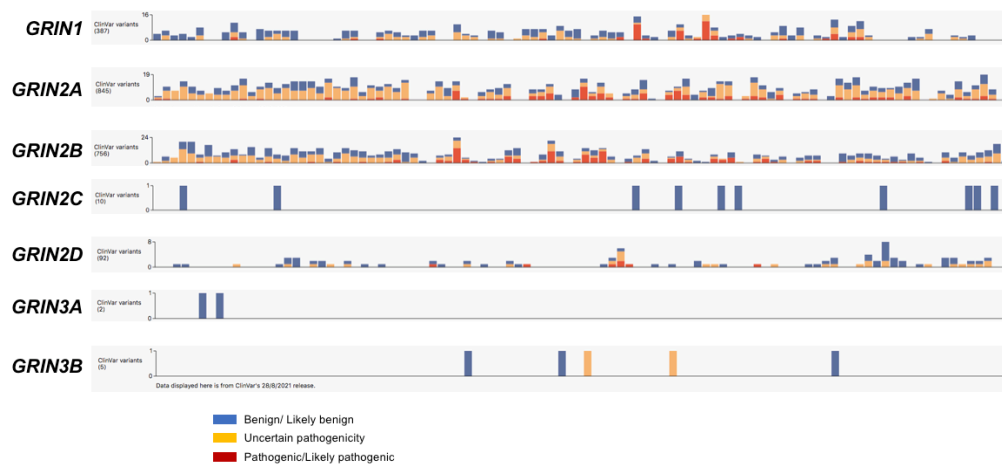 GRIN1
ClinVar variants
(387)
16
0
GRIN2A
ClinVar variants
(845)
19
0
GRIN2B
ClinVar variants
(756)
24
0
GRIN2C
ClinVar variants
(10)
1
0
GRIN2D
ClinVar variants
(92)
8
0
GRIN3A
ClinVar variants
(2)
1
0
GRIN3B
ClinVar variants
(5)
1
0
Data displayed here is from ClinVar's 28/8/2021 release.
Benign/ Likely benign
Uncertain pathogenicity
Pathogenic/Likely pathogenic